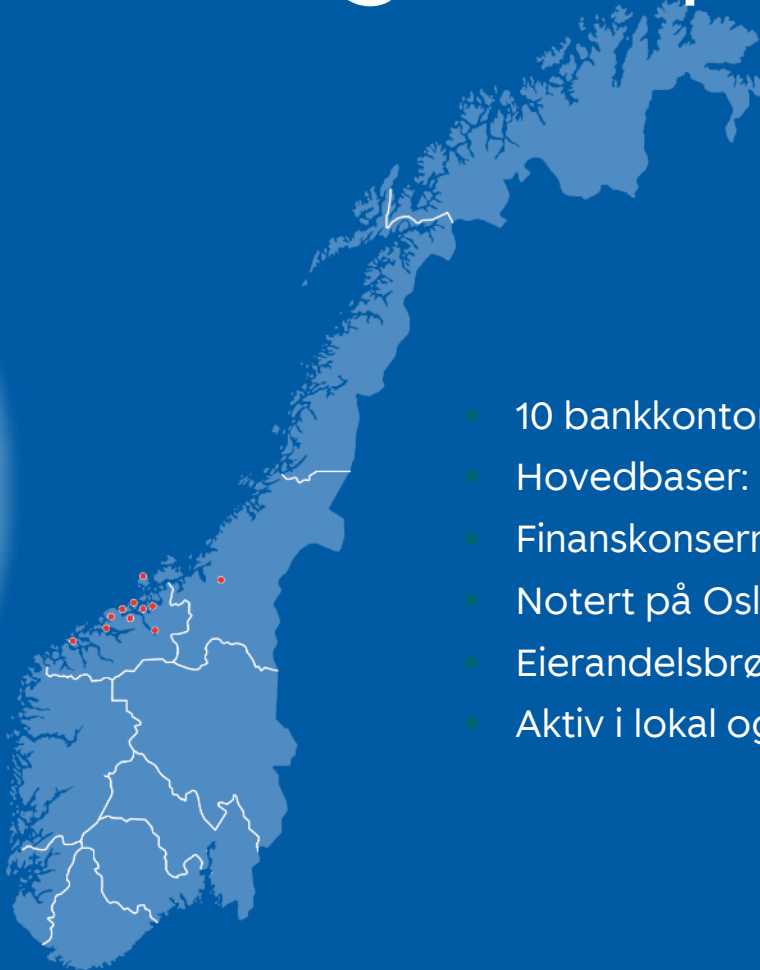 10 bankkontor
Hovedbaser:
Finanskonsern
Notert på Osl
Eierandelsbrø
Aktiv i lokal og